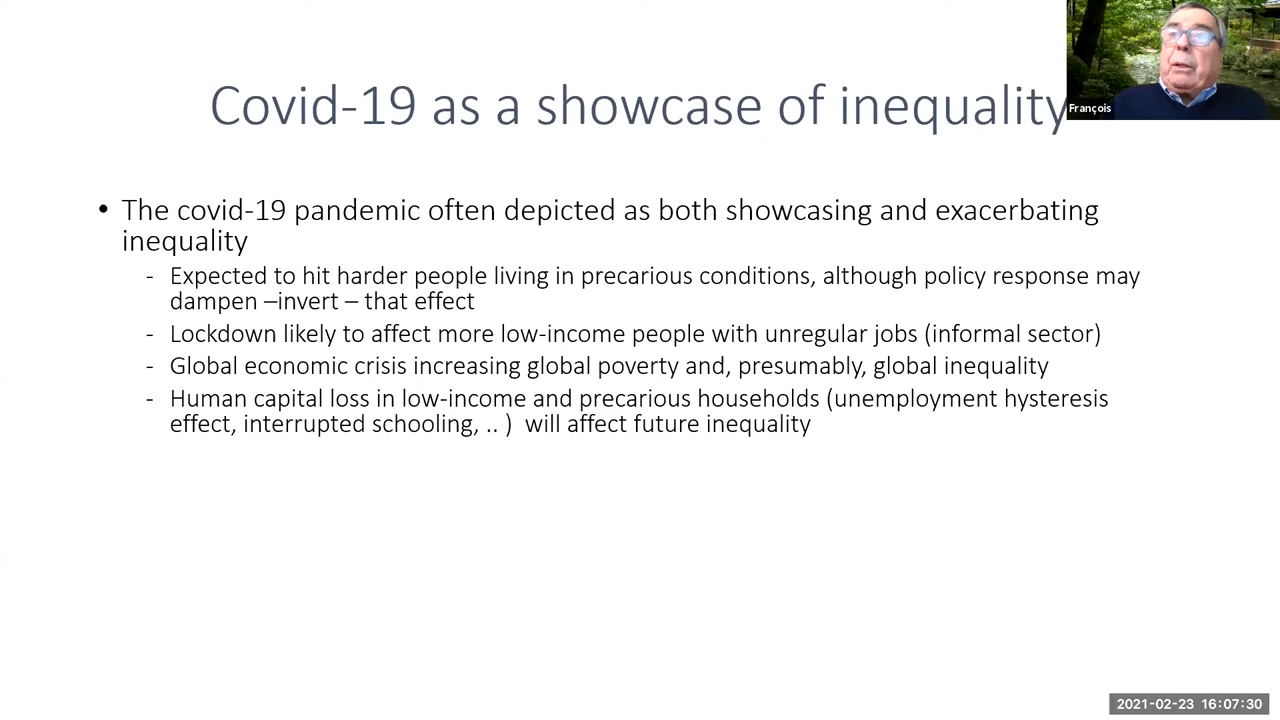 Covid-19 as a showcase of inequality
François
• The covid-19 pandemic often depicted as both showcasing and exacerbating
inequality
- Expected to hit harder people living in precarious conditions, although policy response may
dampen –invert – that effect
- Lockdown likely to affect more low-income people with unregular jobs (informal sector)
- Global economic crisis increasing global poverty and, presumably, global inequality
- Human capital loss in low-income and precarious households (unemployment hysteresis
effect, interrupted schooling, .. ) will affect future inequality
2021-02-23 16:07:30